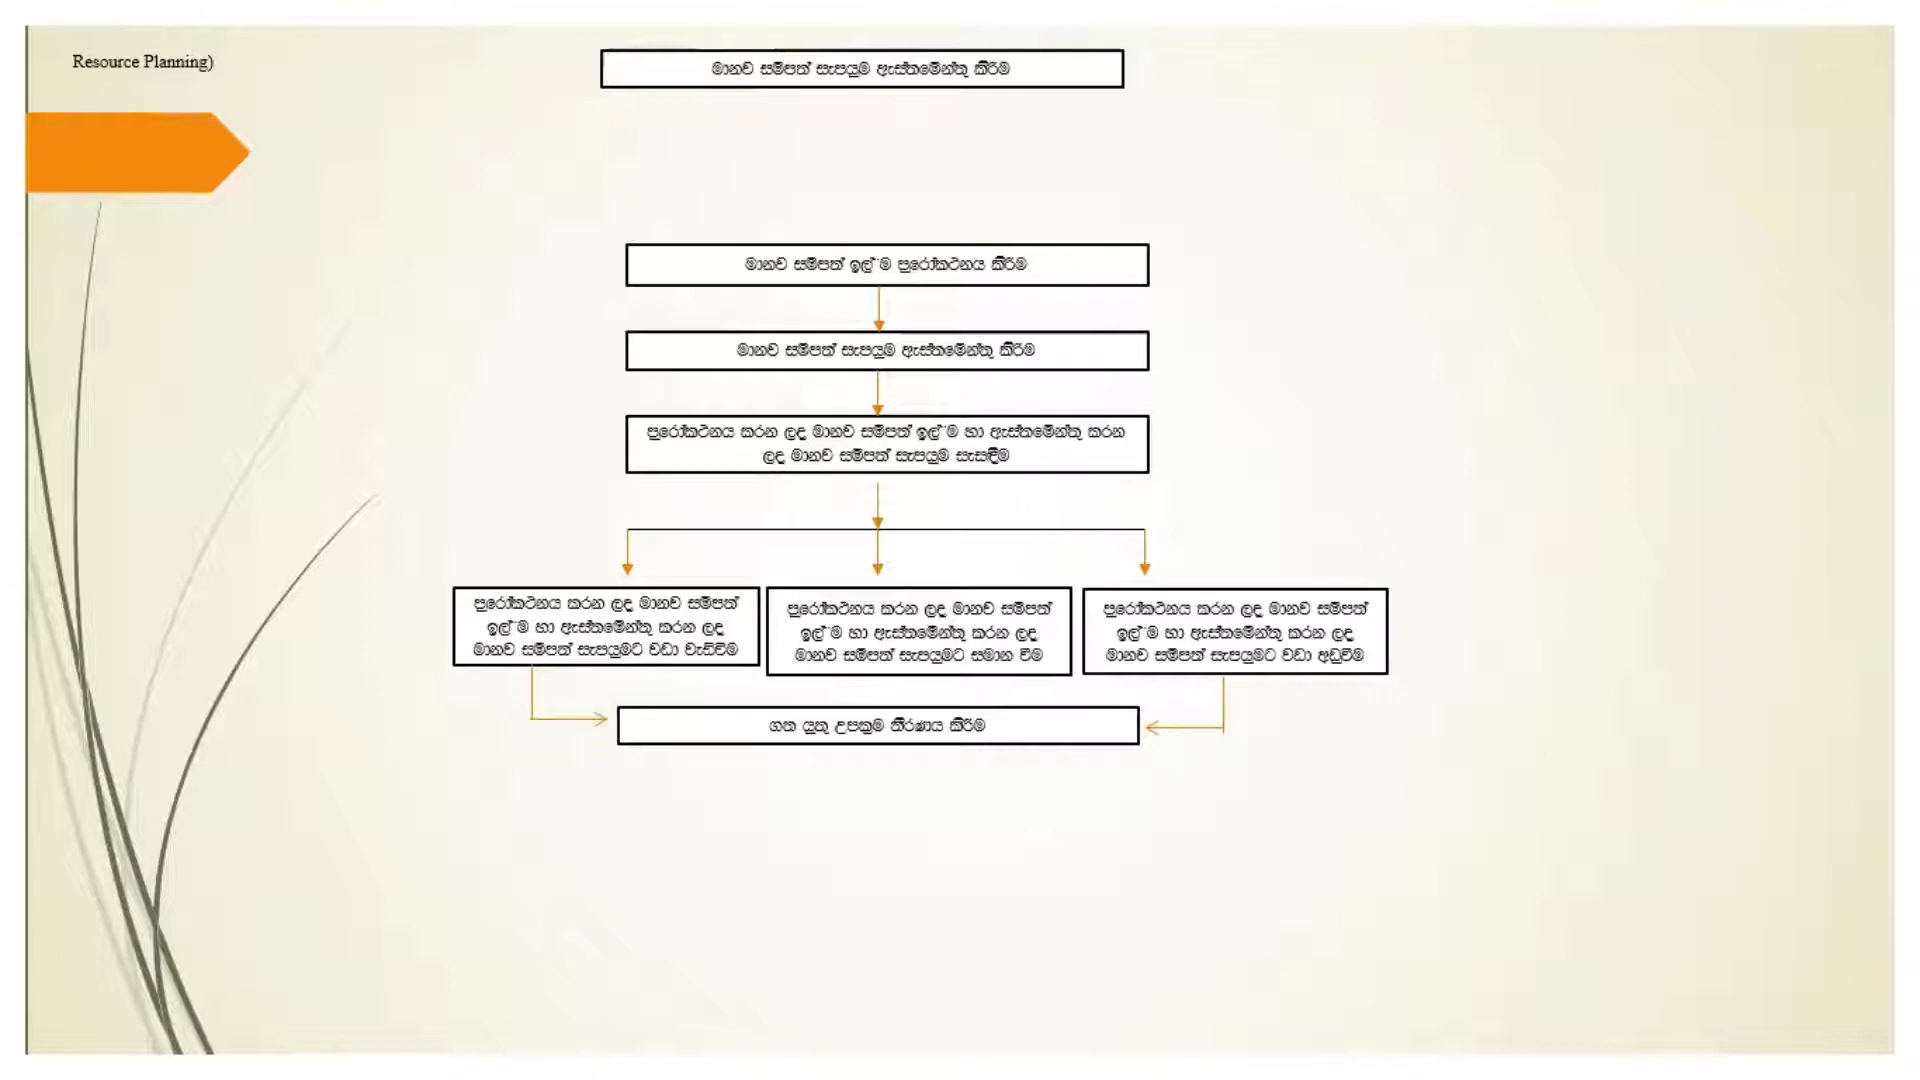 Resource Planning)
මානව සම්පත් සැපයුම ඇස්තමේන්තු කිරීම
මානව සම්පත් ඉල්¨ම පුරෝකථනය කිරීම
මානව සම්පත් සැපයුම ඇස්තමේන්තු කිරීම
පුරෝකථනය කරන ලද මානව සම්පත් ඉල්¨ම හා ඇස්තමේන්තු කරන
ලද මානව සම්පත් සැපයුම සැසඳීම
පුරෝකථනය කරන ලද මානව සම්පත්
ඉල්¨ම හා ඇස්තමේන්තු කරන ලද
මානව සම්පත් සැපයුමට වඩා වැඩිවීම
පුරෝකථනය කරන ලද මානව සම්පත්
ඉල්¨ම හා ඇස්තමේන්තු කරන ලද
මානව සම්පත් සැපයුමට සමාන වීම
පුරෝකථනය කරන ලද මානව සම්පත්
ඉල්¨ම හා ඇස්තමේන්තු කරන ලද
මානව සම්පත් සැපයුමට වඩා අඩුවීම
ගත යුතු උපක්‍රම තීරණය කිරීම